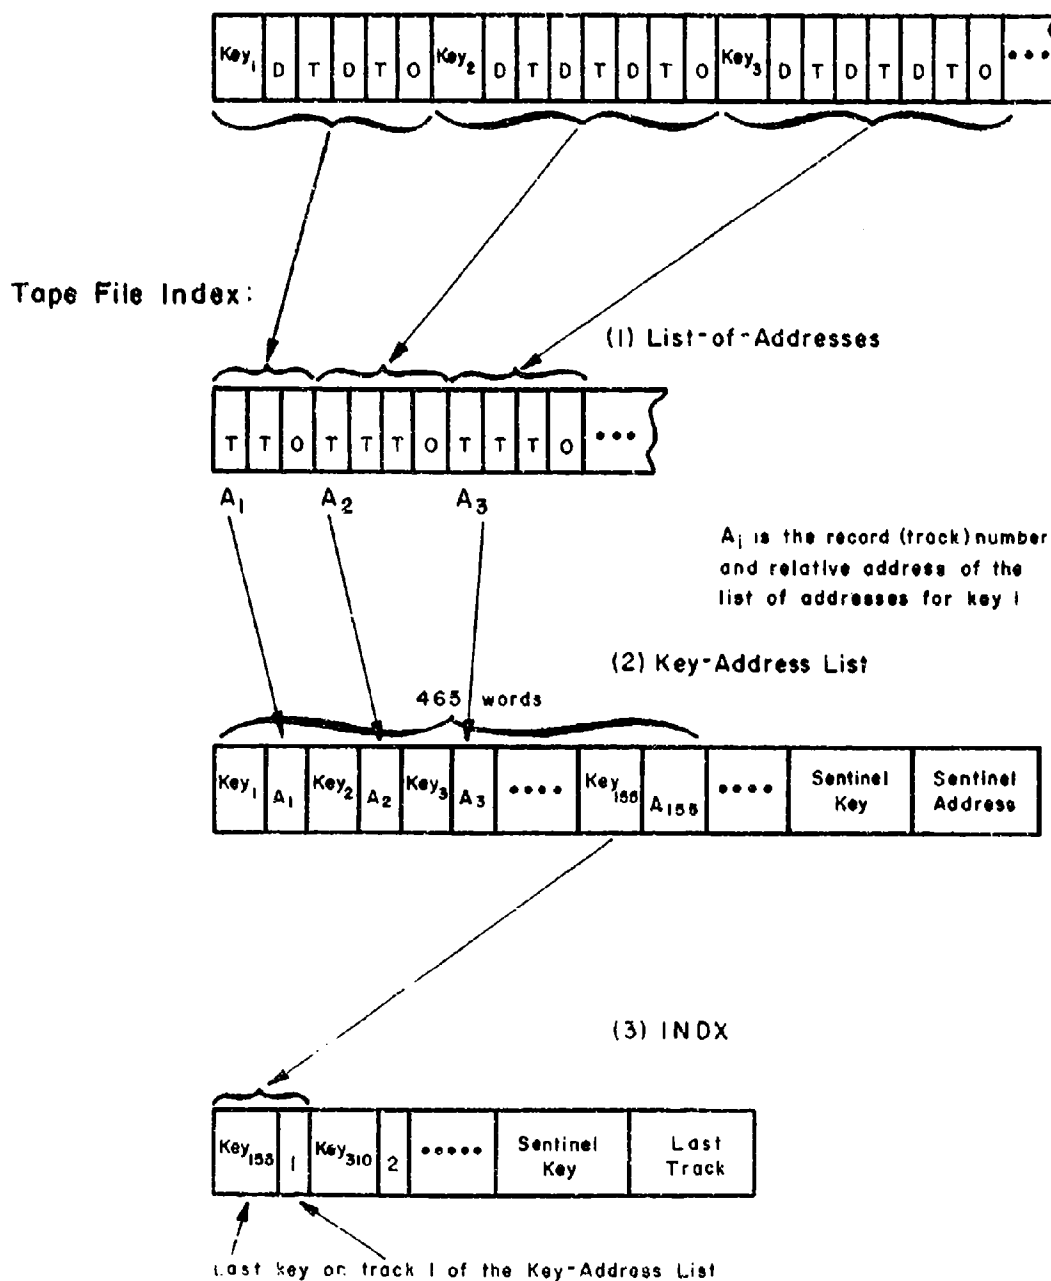 Key1 D T D T O Key2 D T D T D T O Key3 D T D T D T O ••••
Tape File Index:
(1) List-of-Addresses
T T O T T T O T T T O •••
A1 A2 A3
Ai is the record (track) number
and relative address of the
list of addresses for key i
(2) Key-Address List
465 words
Key1 A1 Key2 A2 Key3 A3 •••• Key155 A155 •••• Sentinel Key Sentinel Address
(3) INDX
Key155 1 Key310 2 ••••• Sentinel Key Last Track
Last key on track 1 of the Key-Address List